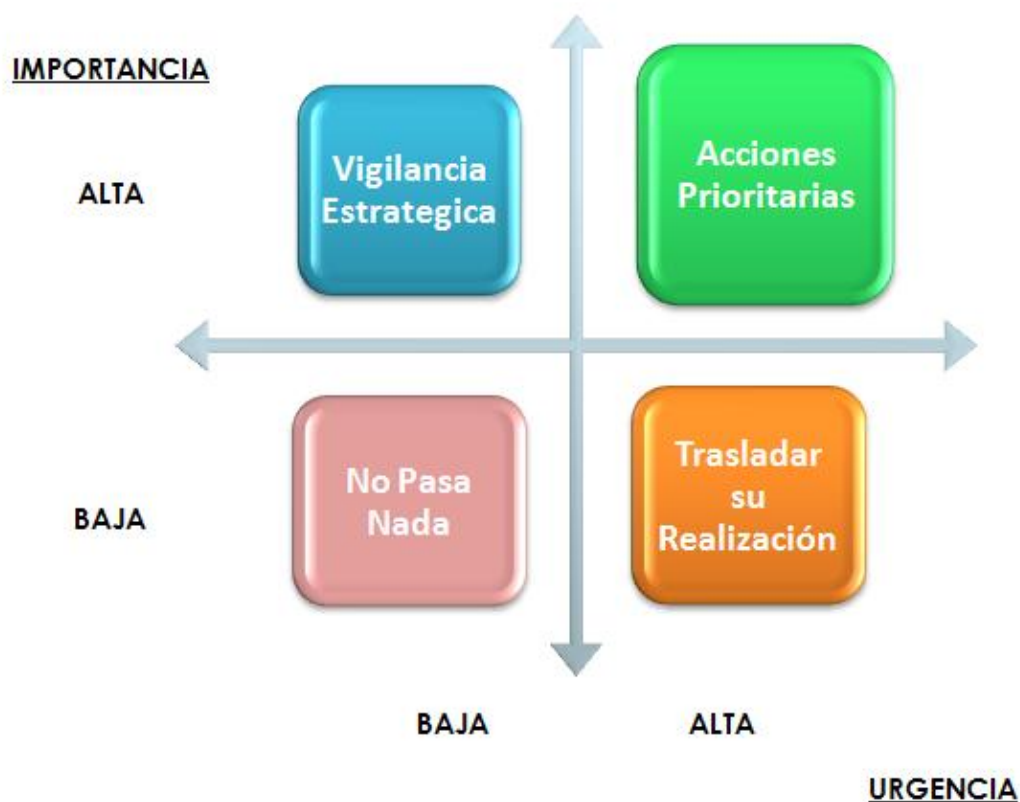 IMPORTANCIA
ALTA
Vigilancia
Estrategica
Acciones
Prioritarias
BAJA
No Pasa
Nada
Trasladar
su
Realización
BAJA
ALTA
URGENCIA